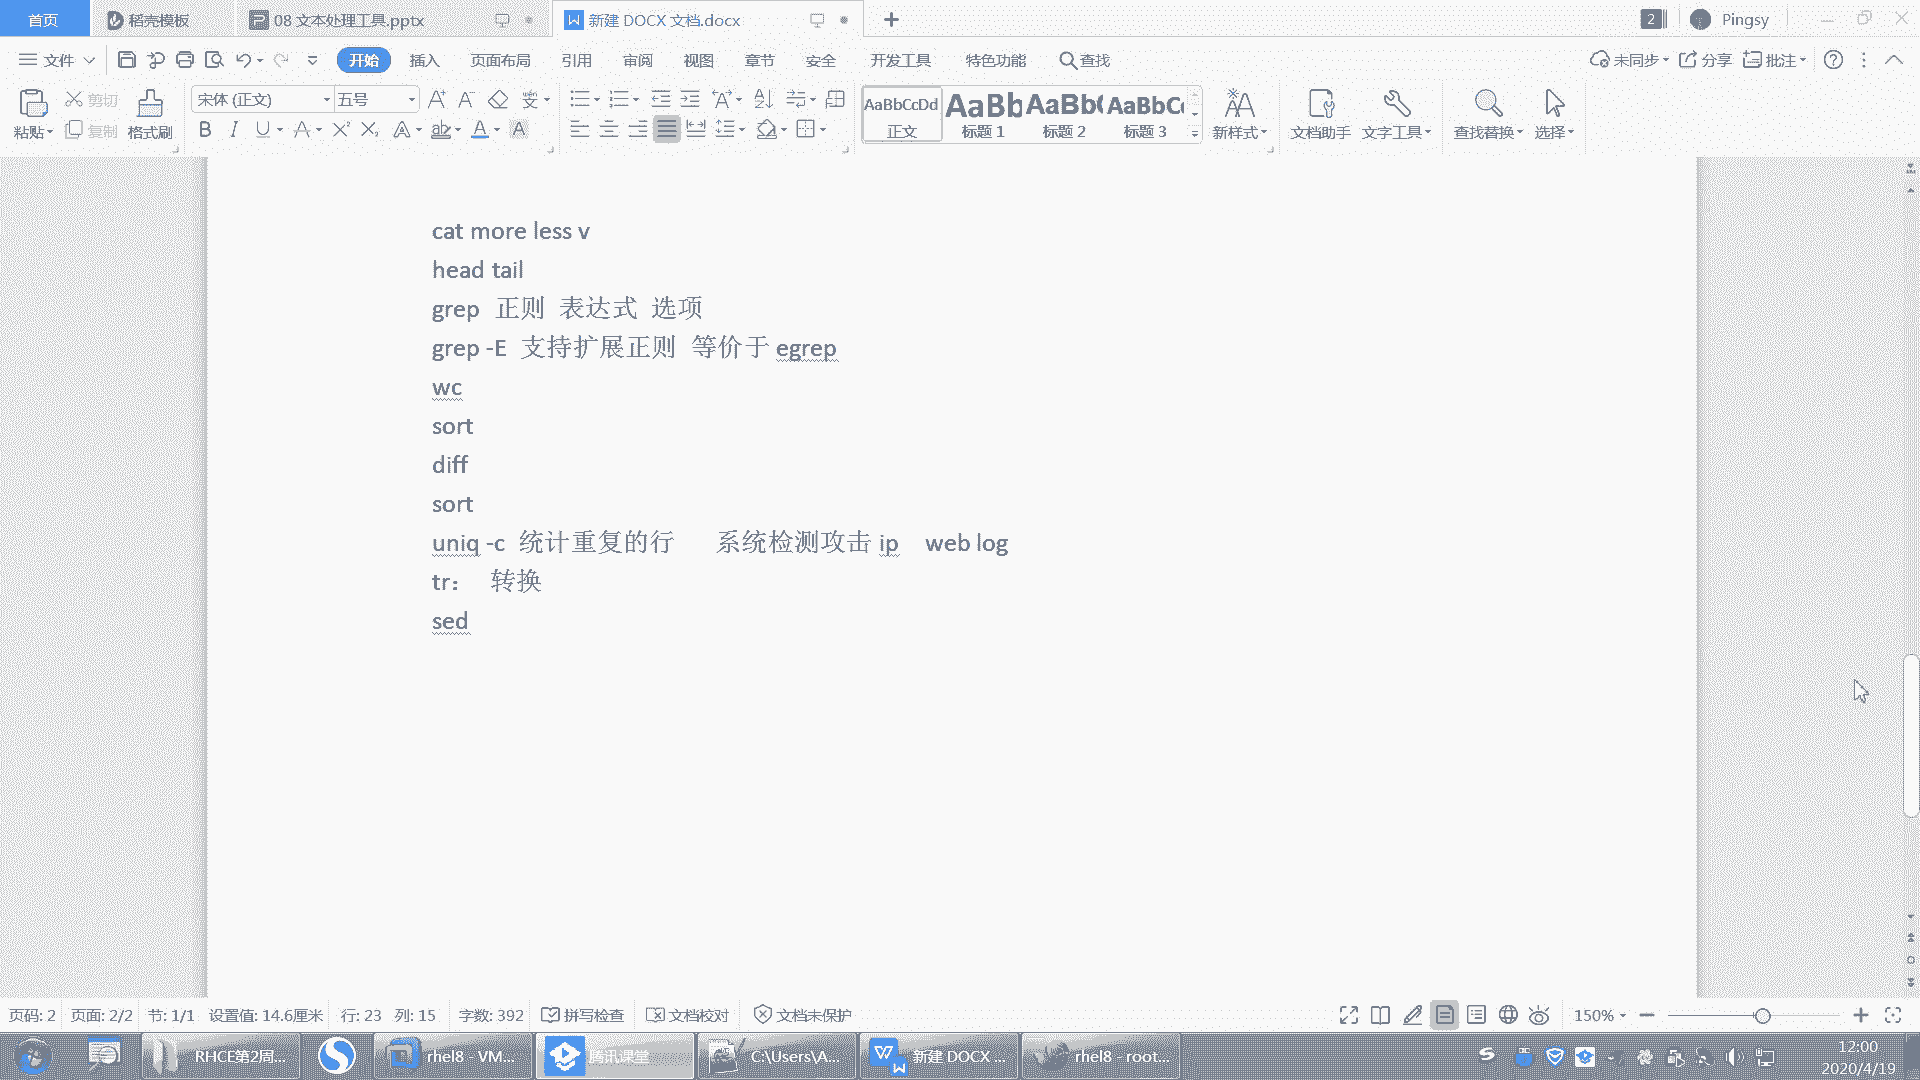 首页 稻壳模板 08 文本处理工具.pptx 新建 DOCX 文档.docx 2 Pingsy
文件 开始 插入 页面布局 引用 审阅 视图 章节 安全 开发工具 特色功能 查找 未同步 分享 批注
粘贴 剪切 复制 格式刷 宋体 (正文) 五号 AaBbCcDd 正文 AaBb 标题 1 AaBb( 标题 2 AaBbC 标题 3 新样式 文档助手 文字工具 查找替换 选择
cat more less v
head tail
grep 正则 表达式 选项
grep -E 支持扩展正则 等价于 egrep
wc
sort
diff
sort
uniq -c 统计重复的行 系统检测攻击 ip web log
tr： 转换
sed
页码: 2 页面: 2/2 节: 1/1 设置值: 14.6厘米 行: 23 列: 15 字数: 392 拼写检查 文档校对 文档未保护 150%
RHCE第2周... rhel8 - VM... 腾讯课堂 C:\Users\A... 新建 DOCX ... rhel8 - root... 12:00
2020/4/19